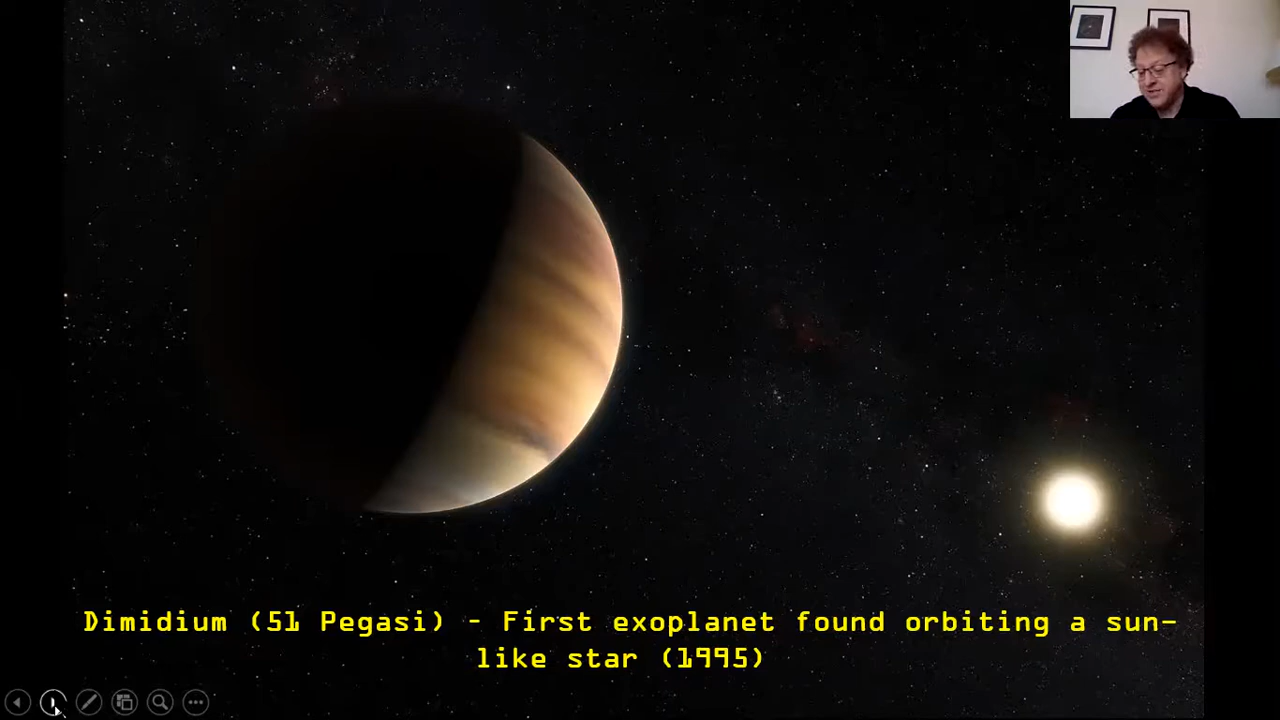 Dimidium (51 Pegasi) - First exoplanet found orbiting a sun-
like star (1995)